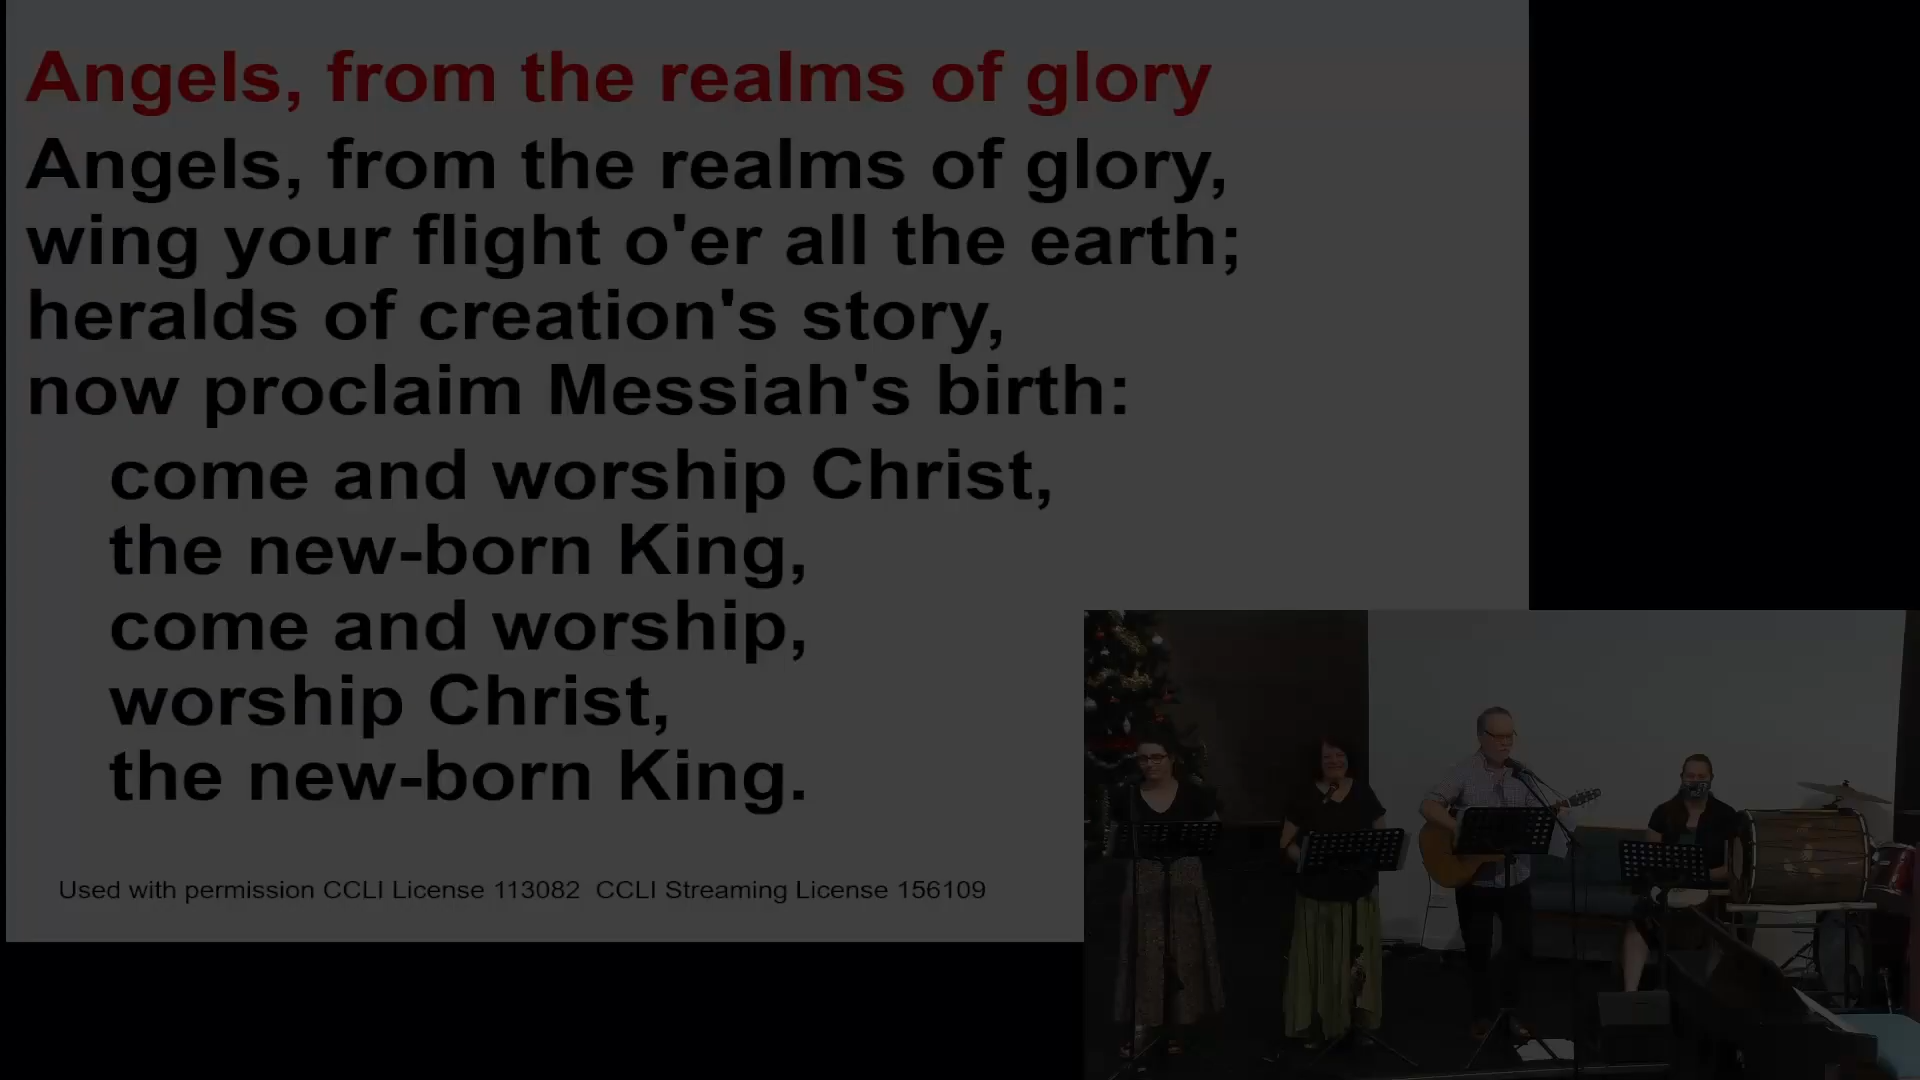 Angels, from the realms of glory
Angels, from the realms of glory,
wing your flight o'er all the earth;
heralds of creation's story,
now proclaim Messiah's birth:
come and worship Christ,
the new-born King,
come and worship,
worship Christ,
the new-born King.
Used with permission CCLI License 113082 CCLI Streaming License 156109